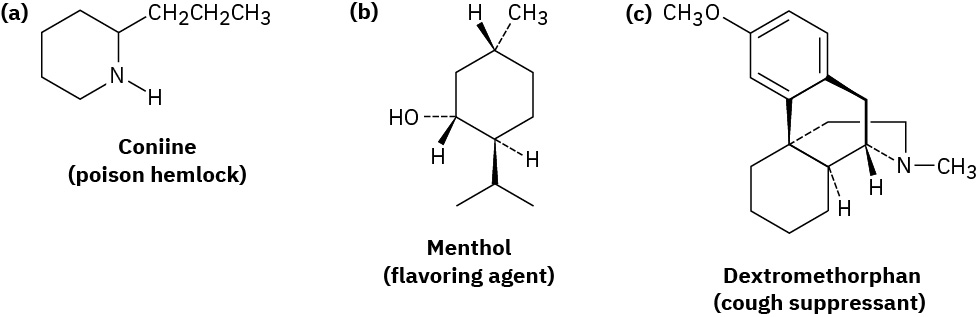 (a)
CH₂CH₂CH₃
N
H
Coniine
(poison hemlock)
(b)
H CH₃
HO
H
H
Menthol
(flavoring agent)
(c) CH₃O
N CH₃
H
H
Dextromethorphan
(cough suppressant)